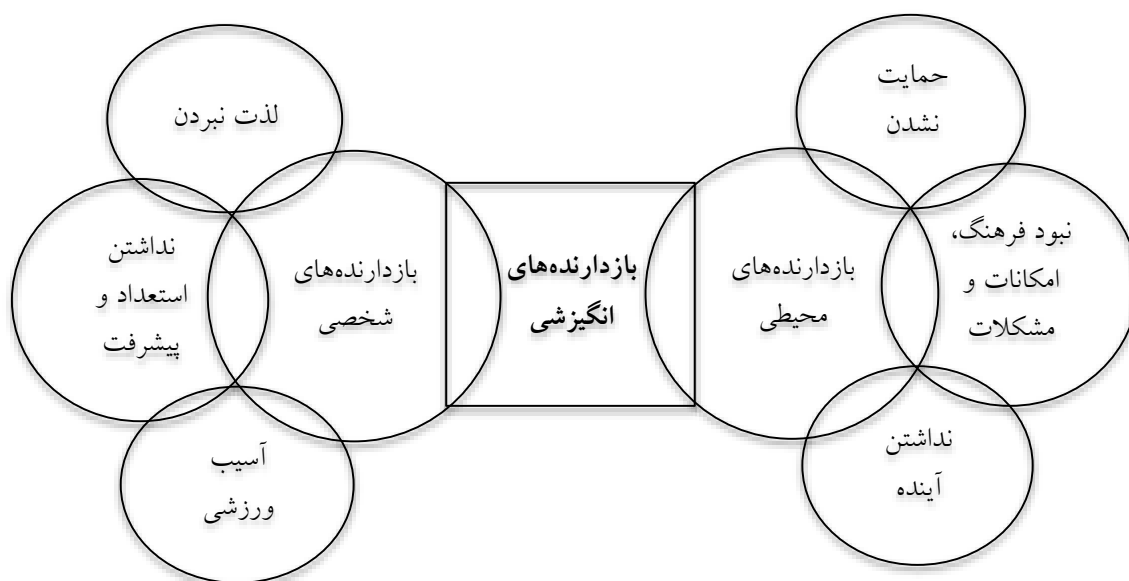 حمایت
نشدن
لذت نبردن
نبود فرهنگ،
امکانات و
مشکلات
بازدارنده‌های
محیطی
بازدارنده‌های
انگیزشی
بازدارنده‌های
شخصی
نداشتن
استعداد و
پیشرفت
نداشتن
آینده
آسیب
ورزشی